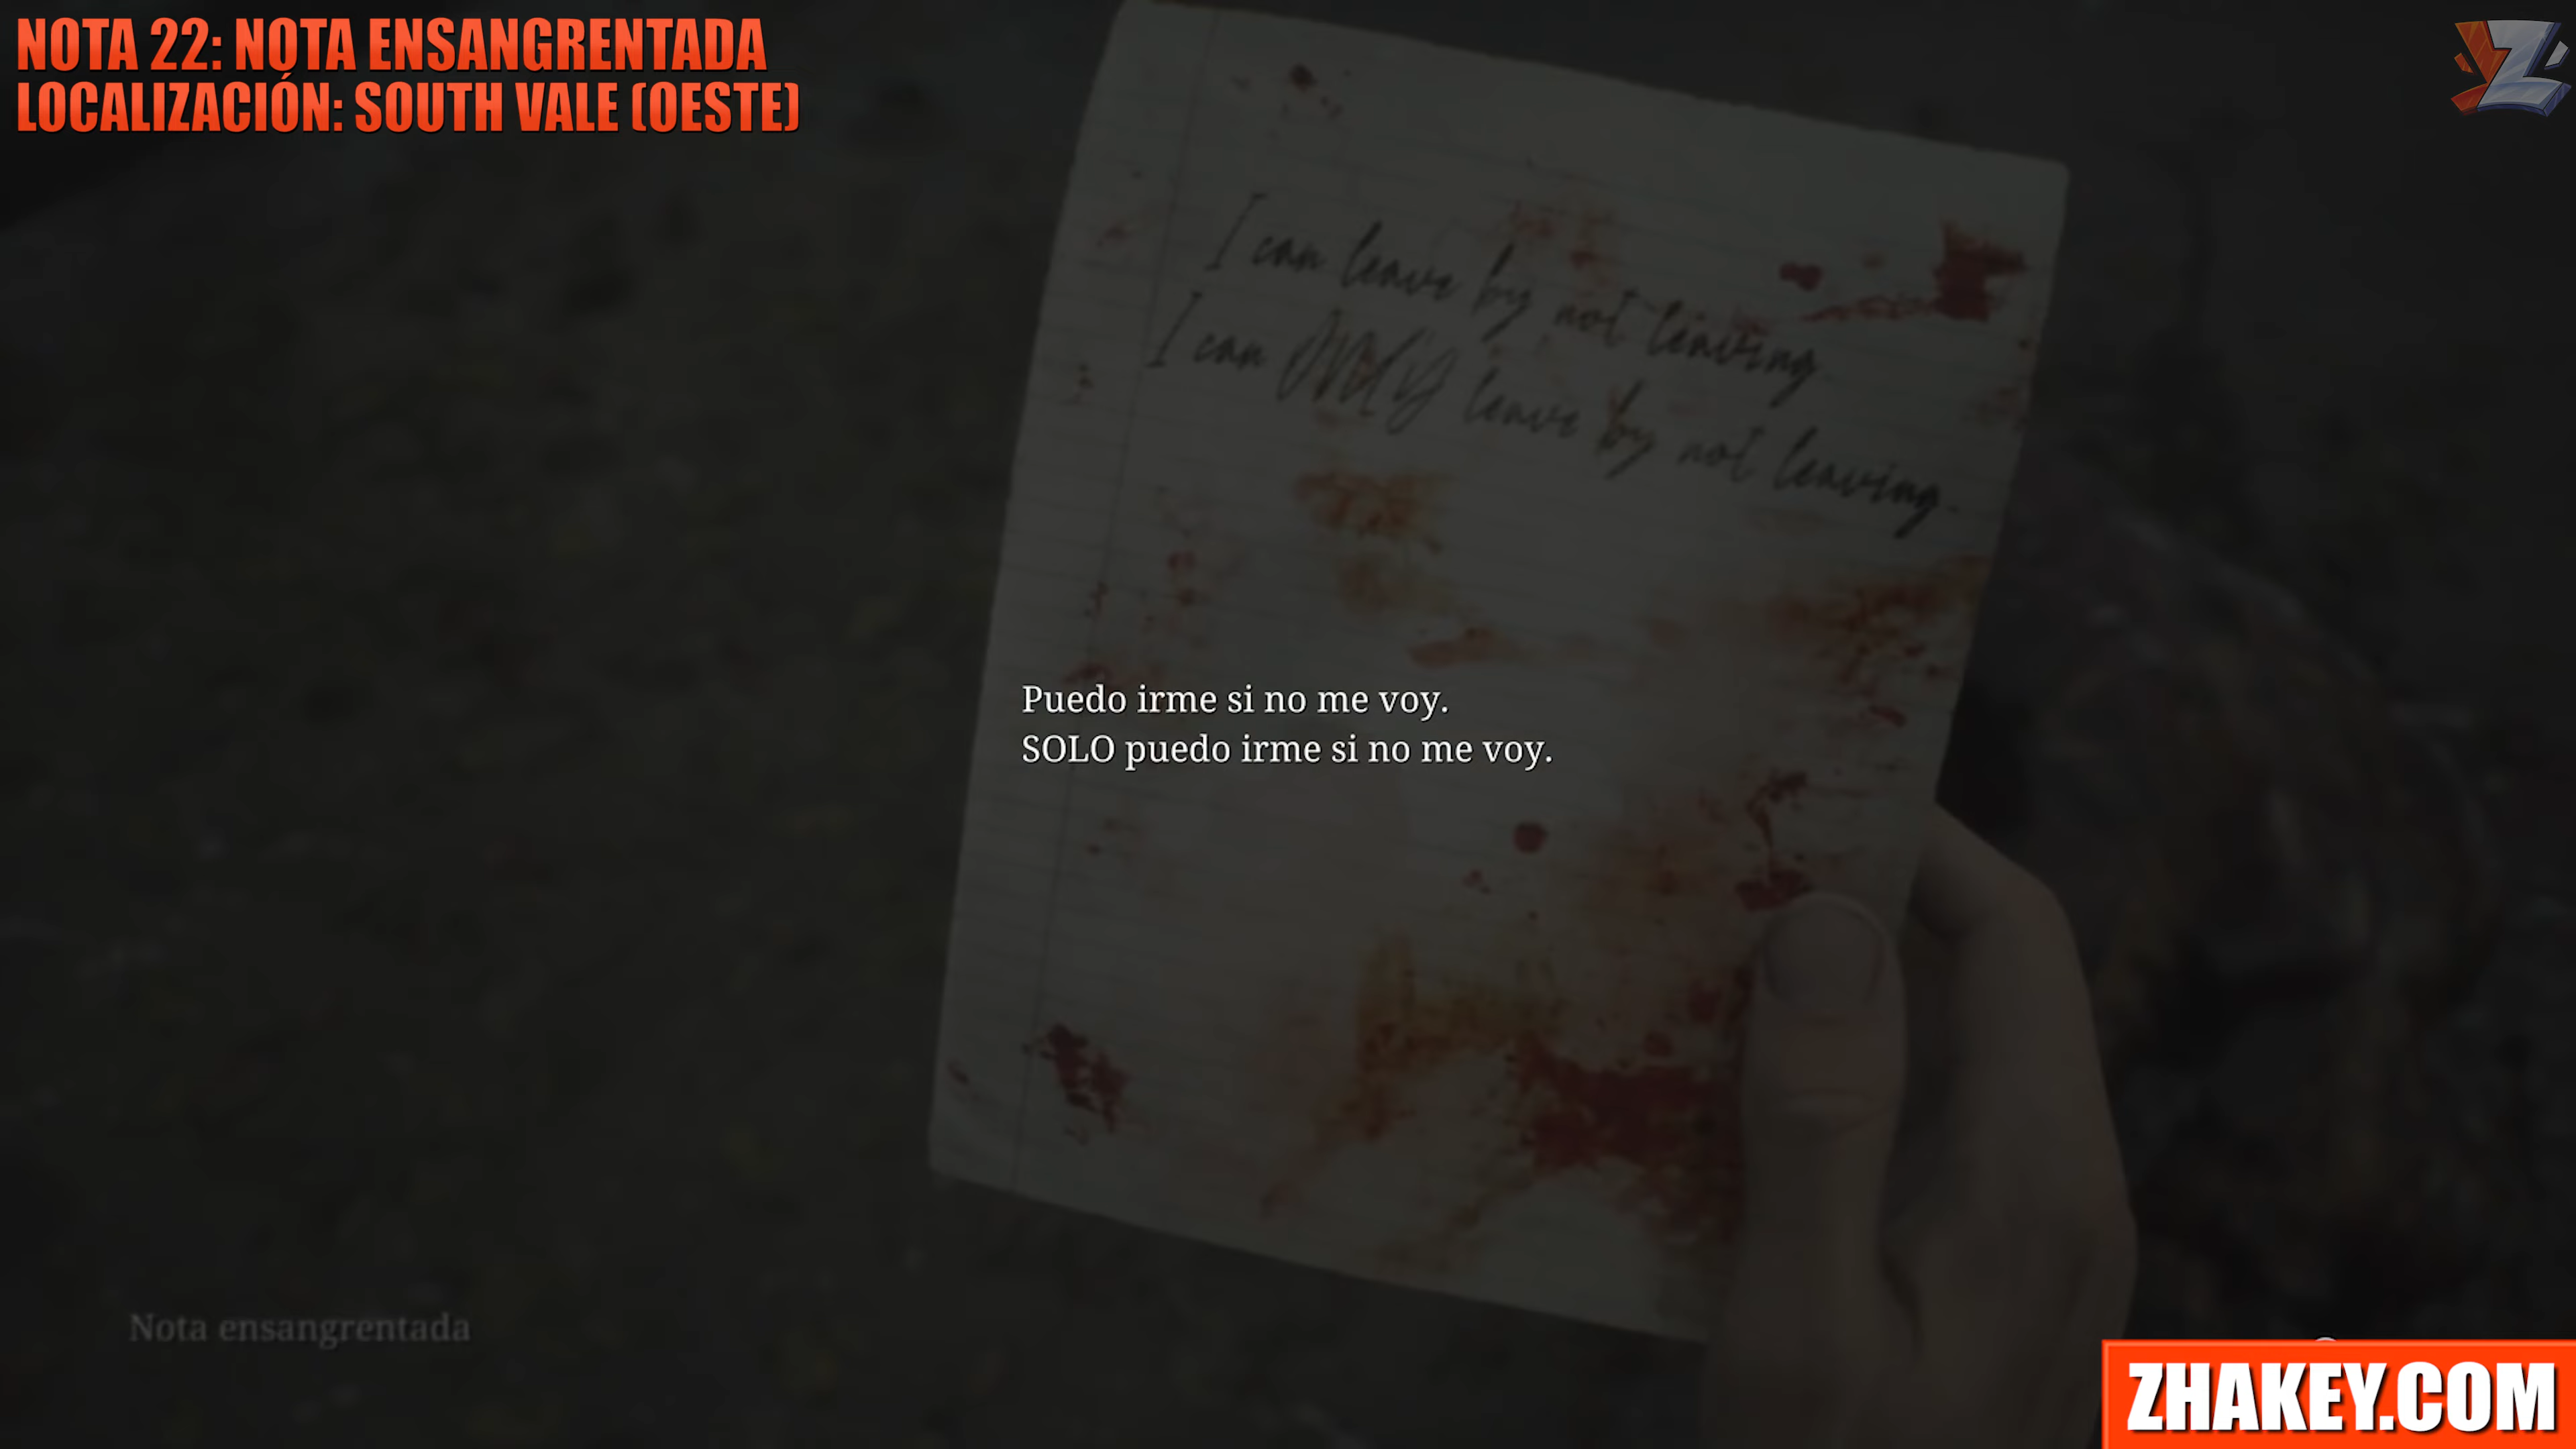 NOTA 22: NOTA ENSANGRENTADA
LOCALIZACIÓN: SOUTH VALE (OESTE)
I can leave by not leaving
I can ONLY leave by not leaving.
Puedo irme si no me voy.
SOLO puedo irme si no me voy.
Nota ensangrentada
ZHAKEY.COM